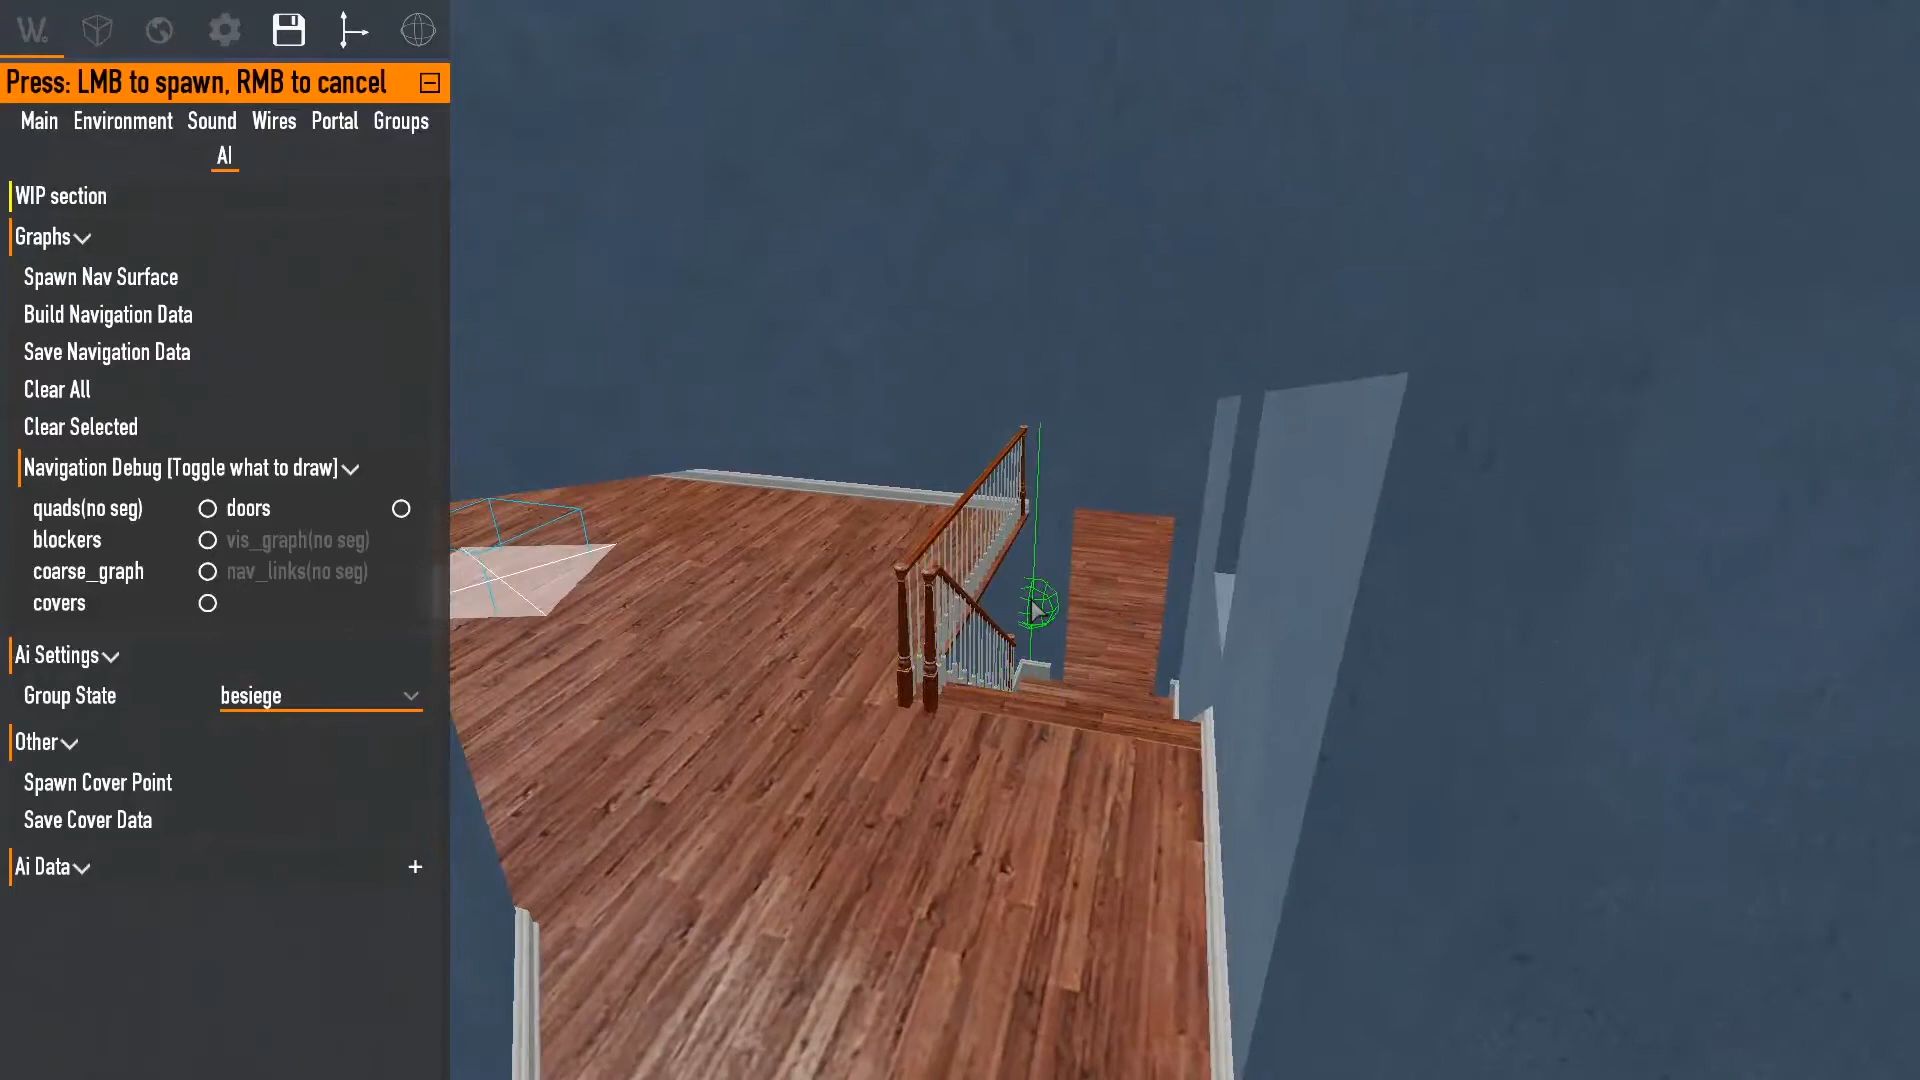 W.
Press: LMB to spawn, RMB to cancel
Main Environment Sound Wires Portal Groups
AI
WIP section
Graphs
Spawn Nav Surface
Build Navigation Data
Save Navigation Data
Clear All
Clear Selected
Navigation Debug [Toggle what to draw]
quads(no seg) doors
blockers vis_graph(no seg)
coarse_graph nav_links(no seg)
covers
Ai Settings
Group State besiege
Other
Spawn Cover Point
Save Cover Data
Ai Data +